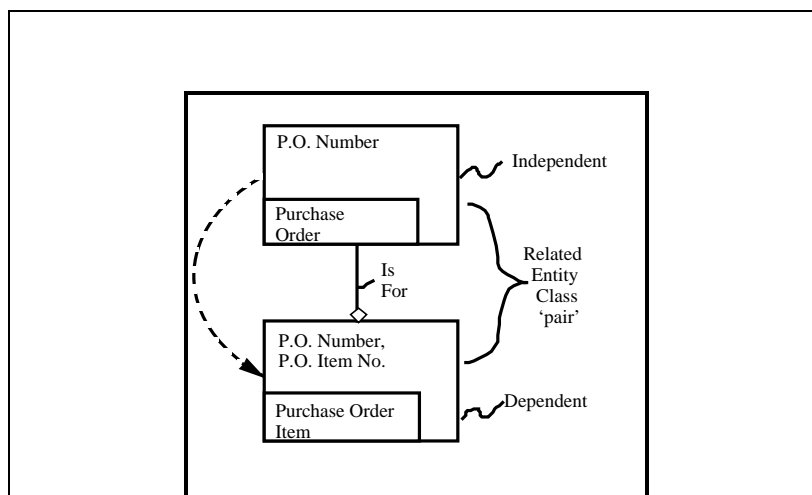 P.O. Number
Independent
Purchase
Order
Is
For
Related
Entity
Class
‘pair’
P.O. Number,
P.O. Item No.
Purchase Order
Item
Dependent